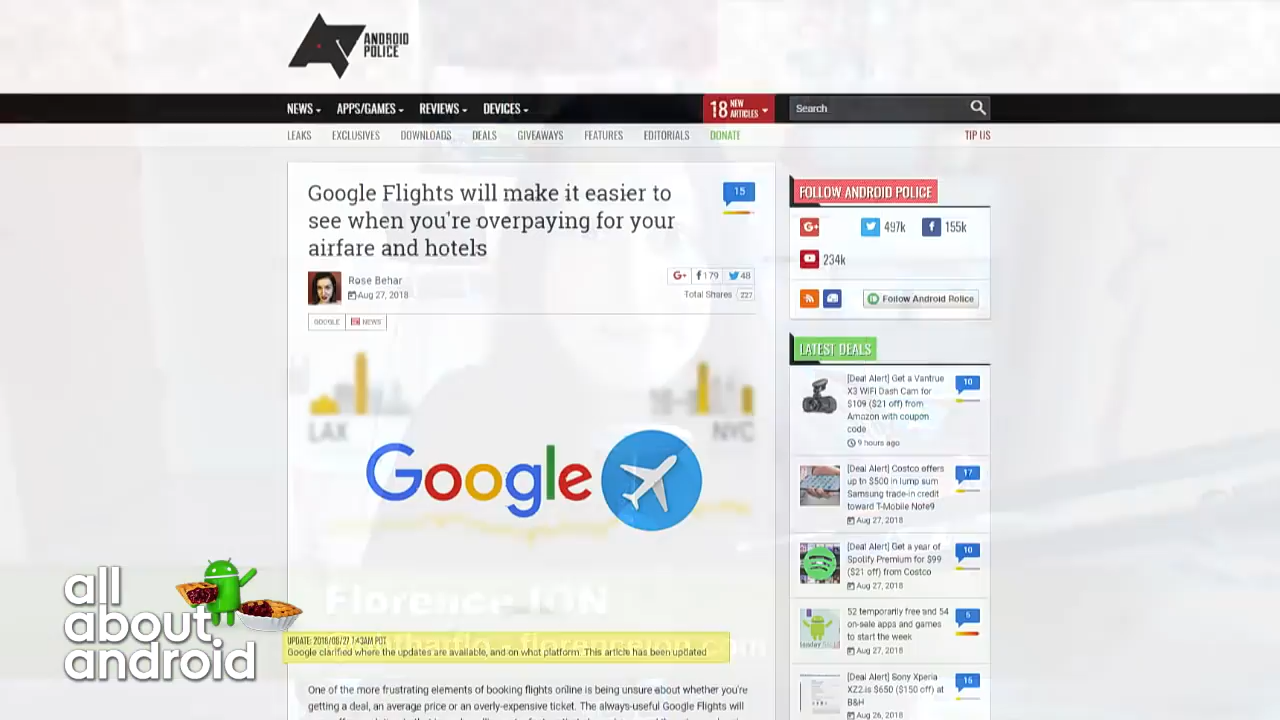 ANDROID
POLICE
NEWS
APPS/GAMES
REVIEWS
DEVICES
18 NEW ARTICLES
Search
LEAKS
EXCLUSIVES
DOWNLOADS
DEALS
GIVEAWAYS
FEATURES
EDITORIALS
DONATE
TIP US
Google Flights will make it easier to
see when you're overpaying for your
airfare and hotels
15
Rose Behar
Aug 27, 2018
G+
179
48
Total Shares 227
GOOGLE
NEWS
LAX
NYC
Google
Florence ION
UPDATE: 2018/08/27 7:43AM PDT
Google clarified where the updates are available, and on what platform. This article has been updated
One of the more frustrating elements of booking flights online is being unsure about whether you're
getting a deal, an average price or an overly-expensive ticket. The always-useful Google Flights will
FOLLOW ANDROID POLICE
G+
497k
155k
234k
Follow Android Police
LATEST DEALS
[Deal Alert] Get a Vantrue
X3 WIFI Dash Cam for
$109 ($21 off) from
Amazon with coupon
code
9 hours ago
10
[Deal Alert] Costco offers
up to $500 in lump sum
Samsung trade-in credit
toward T-Mobile Note9
Aug 27, 2018
17
[Deal Alert] Get a year of
Spotify Premium for $99
($21 off) from Costco
Aug 27, 2018
10
52 temporarily free and 54
on-sale apps and games
to start the week
Aug 27, 2018
5
[Deal Alert] Sony Xperia
XZ2 is $650 ($150 off) at
B&H
Aug 26, 2018
16
all
about
android